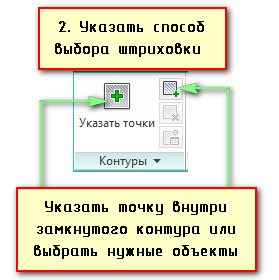 2. Указать способ
выбора штриховки
Указать точки
Контуры
Указать точку внутри
замкнутого контура или
выбрать нужные объекты